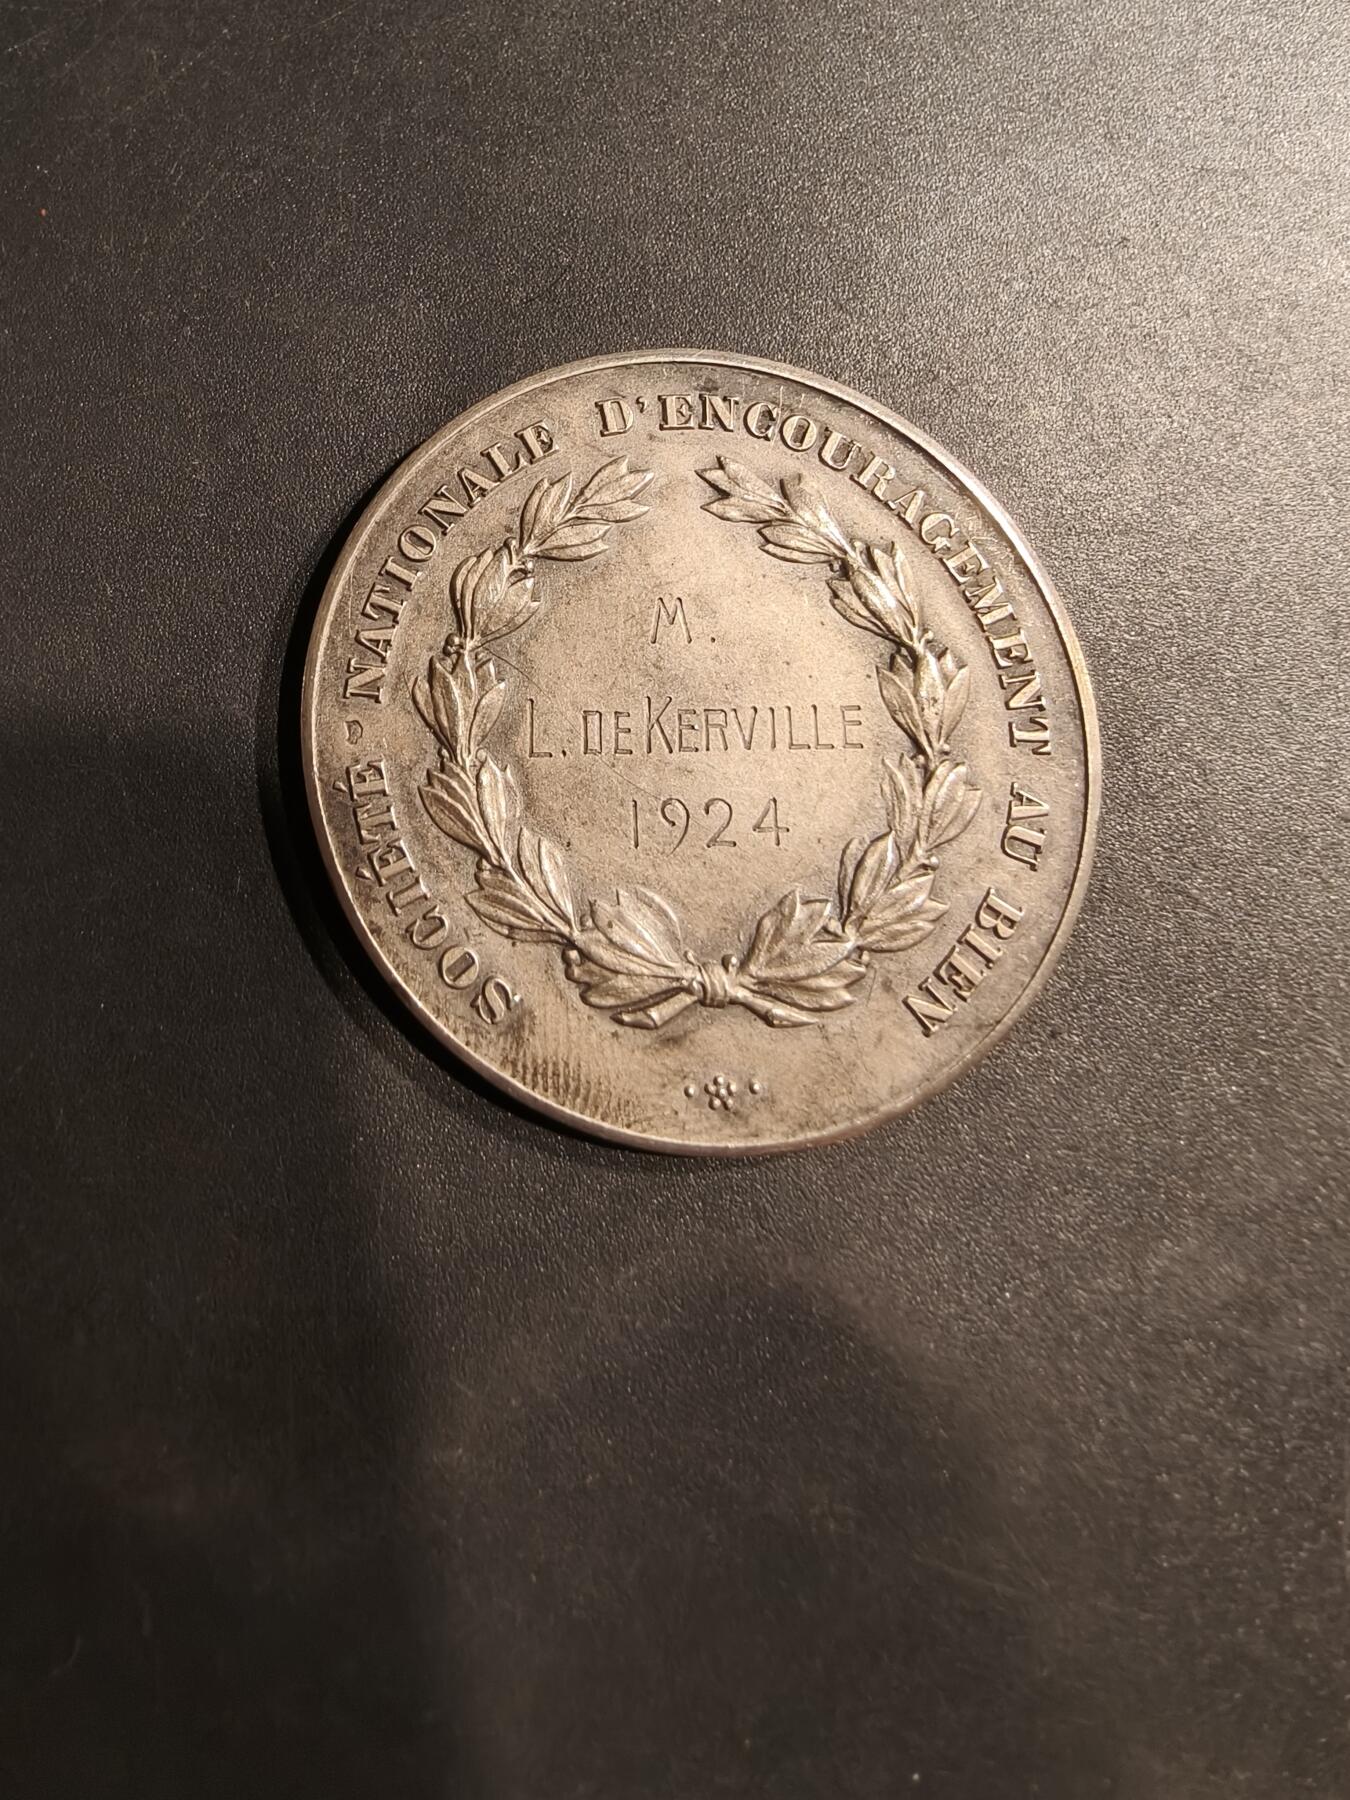 SOCIÉTÉ - NATIONALE D'ENCOURAGEMENT AU BIEN
M.
L. DE KERVILLE
1924